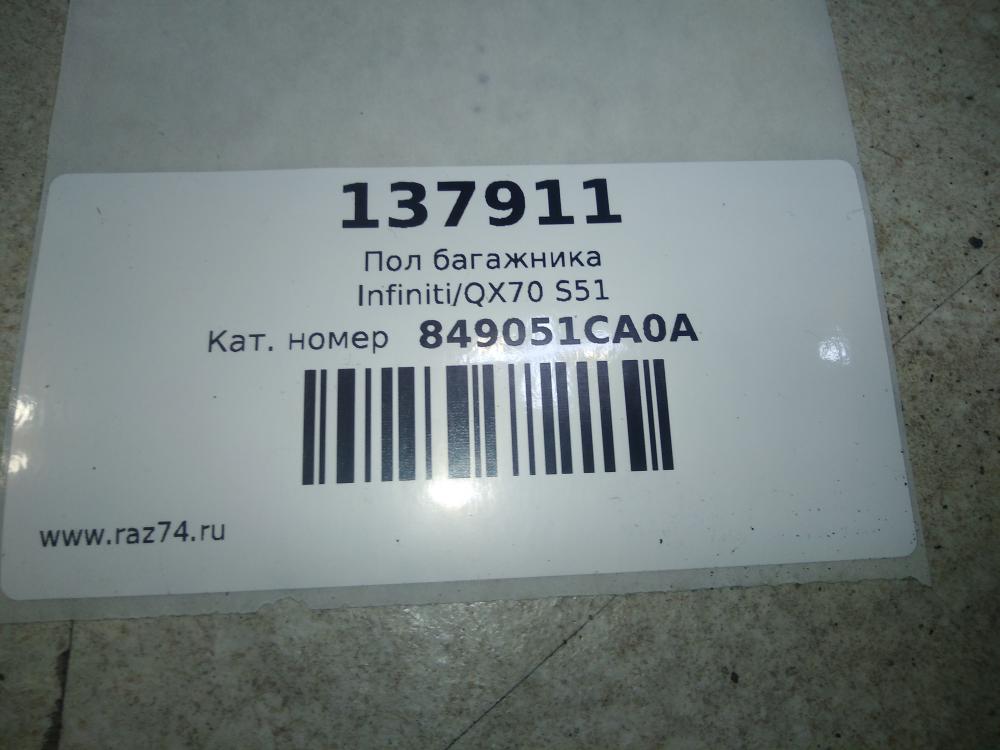 137911
Пол багажника
Infiniti/QX70 S51
Кат. номер 849051CA0A
www.raz74.ru